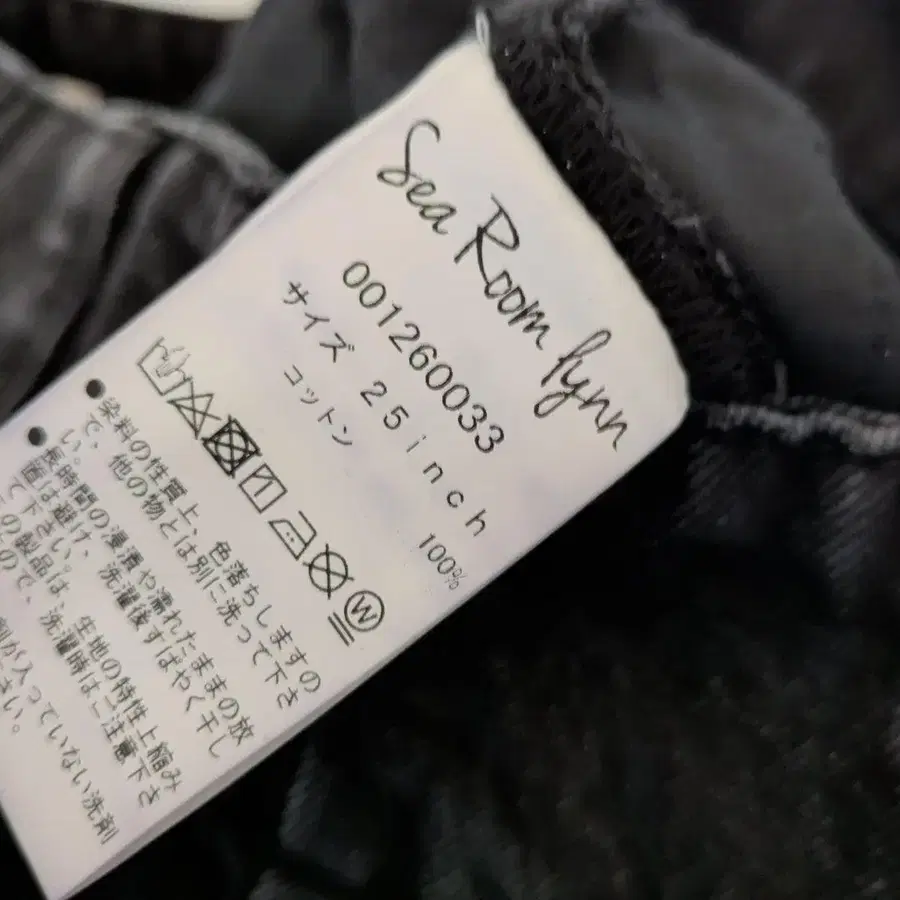 Sea Room lynn
001260033
サイズ 25inch
コットン 100%
W
●染料の性質上、色落ちしますの
で、他の物とは別に洗って下さ
い。
●長時間の浸漬や濡れたままの放
置は避け、洗濯後すばやく干し
て下さい。
の製品は、生地の特性上縮み
ので、洗濯時はご注意下さ
剤が入っていない洗剤
さい。